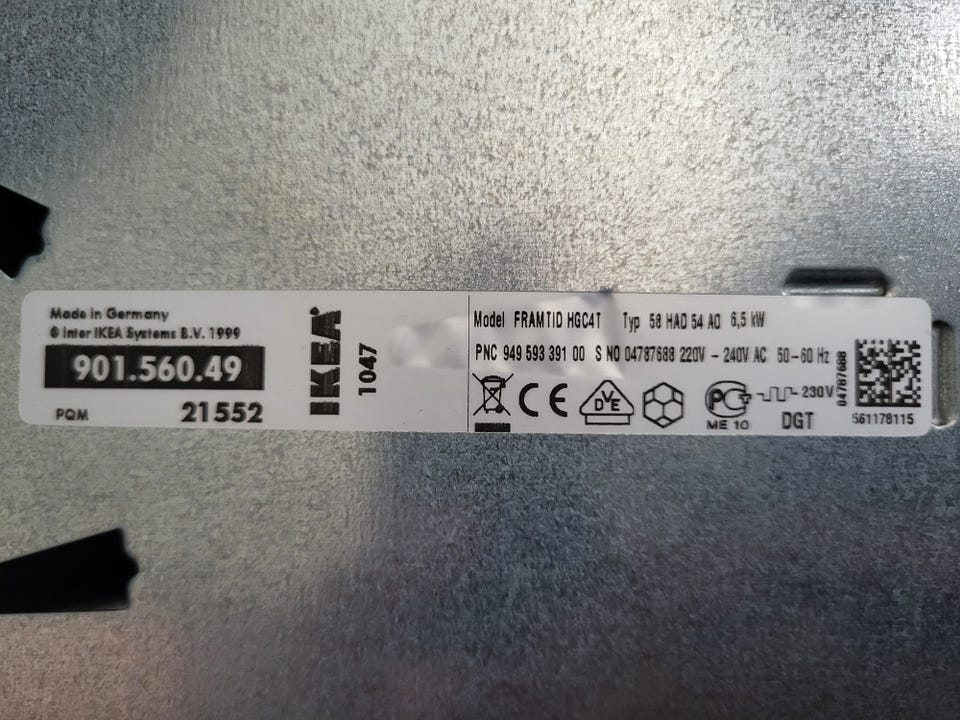 Made in Germany
© Inter IKEA Systems B.V. 1999
901.560.49
PQM 21552
IKEA®
1047
Model FRAMTID HGC4T Typ 58 HAD 54 AO 6,5 kW
PNC 949 593 391 00 S NO 04787688 220V - 240V AC 50-60 Hz
CE DVE PC 230V
ME 10 DGT
04787688
561178115